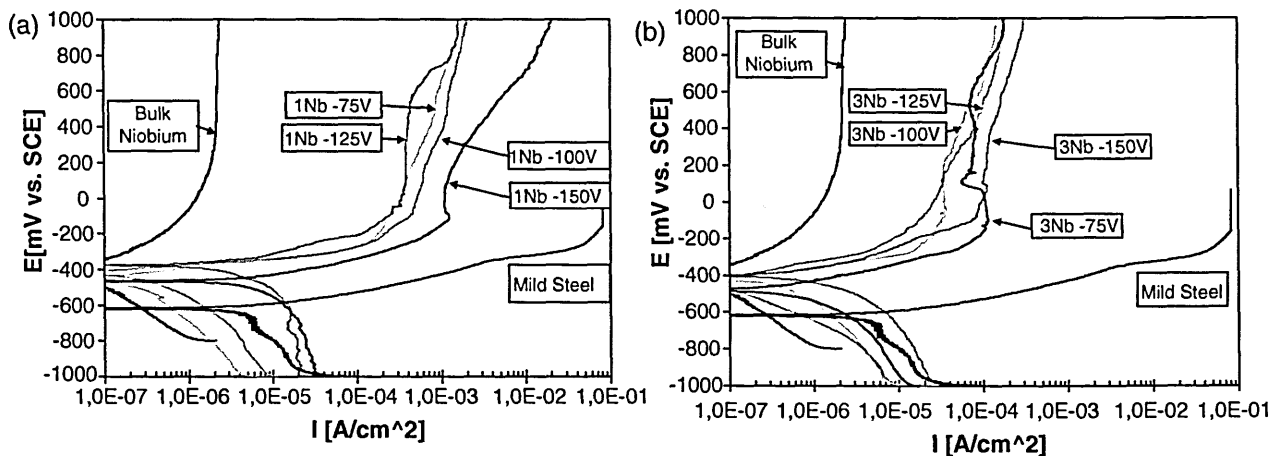 (a)
1000
800
600
400
200
0
-200
-400
-600
-800
-1000
E[mV vs. SCE]
Bulk
Niobium
1Nb -75V
1Nb -125V
1Nb -100V
1Nb -150V
Mild Steel
1,0E-07 1,0E-06 1,0E-05 1,0E-04 1,0E-03 1,0E-02 1,0E-01
I [A/cm^2]
(b)
1000
800
600
400
200
0
-200
-400
-600
-800
-1000
E [mV vs. SCE]
Bulk
Niobium
3Nb -125V
3Nb -100V
3Nb -150V
3Nb -75V
Mild Steel
1,0E-07 1,0E-06 1,0E-05 1,0E-04 1,0E-03 1,0E-02 1,0E-01
I [A/cm^2]